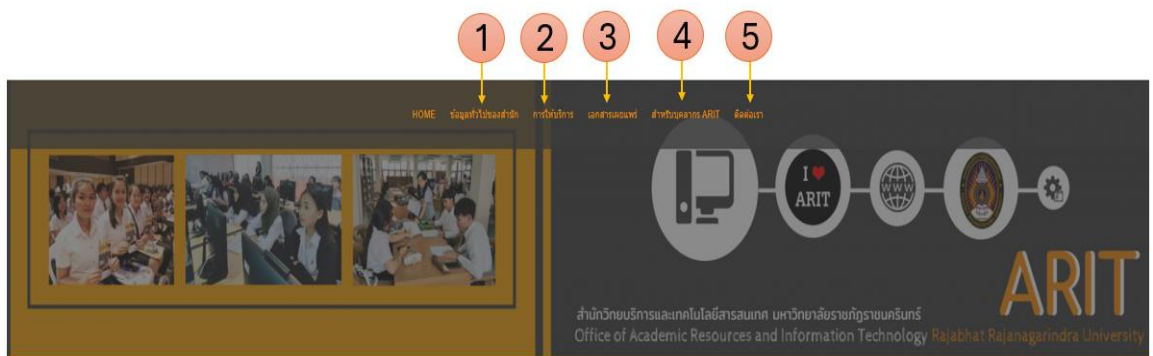 1 2 3 4 5
HOME ข้อมูลทั่วไปของสำนัก การให้บริการ เอกสารเผยแพร่ สำหรับบุคลากร ARIT ติดต่อเรา
I ❤ ARIT
WWW
ARIT
สำนักวิทยบริการและเทคโนโลยีสารสนเทศ มหาวิทยาลัยราชภัฏราชนครินทร์
Office of Academic Resources and Information Technology Rajabhat Rajanagarindra University